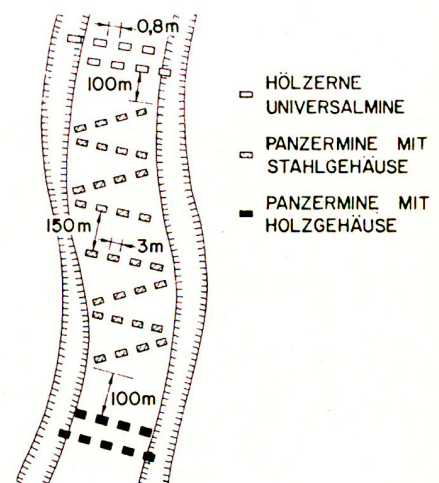 0,8m
100m
150m
3m
100m
HÖLZERNE
UNIVERSALMINE
PANZERMINE MIT
STAHLGEHÄUSE
PANZERMINE MIT
HOLZGEHÄUSE